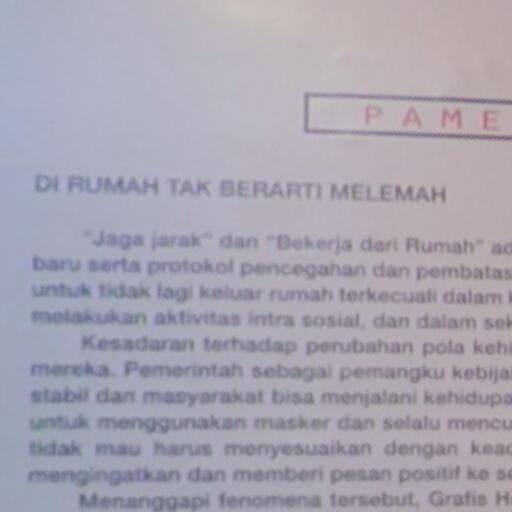 PAME
DI RUMAH TAK BERARTI MELEMAH
"Jaga jarak" dan "Bekerja dari Rumah" ad
baru serta protokol pencegahan dan pembatas
untuk tidak lagi keluar rumah terkecuali dalam
melakukan aktivitas intra sosial, dan dalam sek
Kesadaran terhadap perubahan pola kehi
mereka. Pemerintah sebagai pemangku kebija
stabil dan masyarakat bisa menjalani kehidupa
untuk menggunakan masker dan selalu mencu
tidak mau harus menyesuaikan dengan kead
mengingatkan dan memberi pesan positif ke se
Menanggapi fenomena tersebut, Grafis H